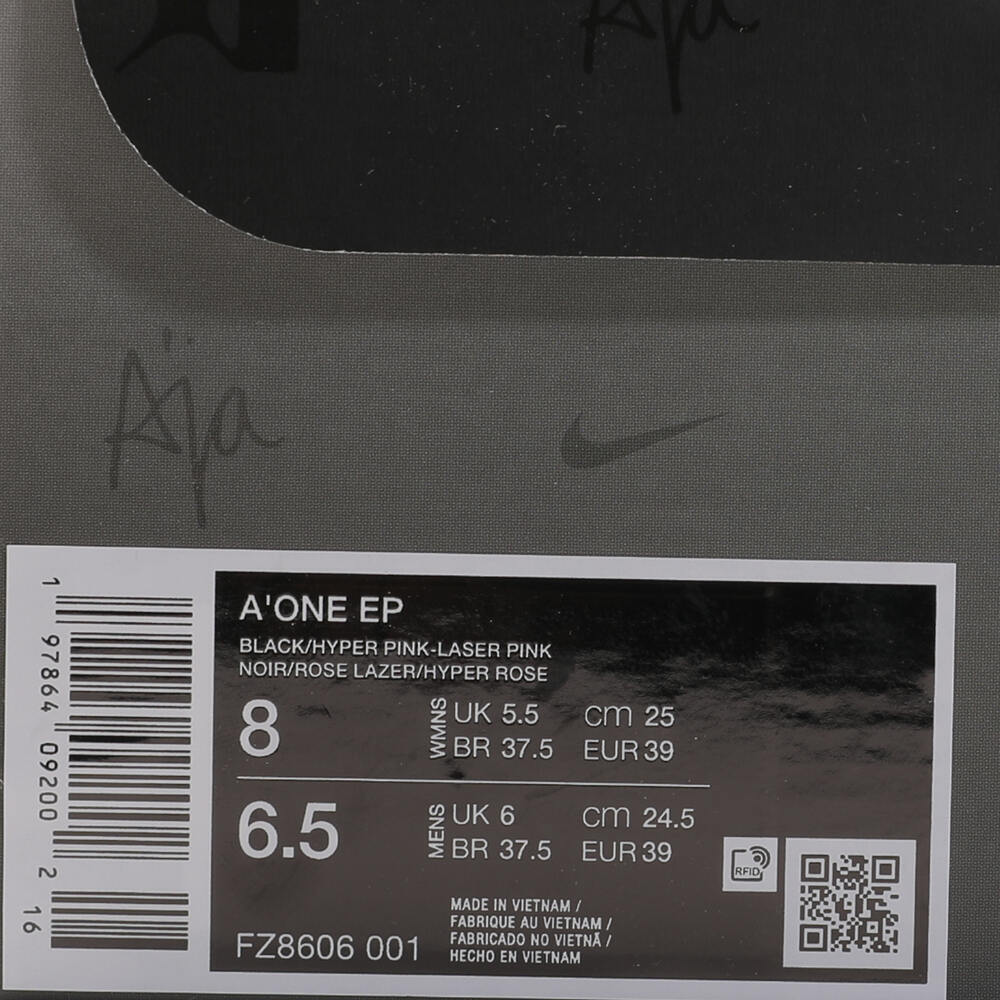 Aja
Aja
A'ONE EP
BLACK/HYPER PINK-LASER PINK
NOIR/ROSE LAZER/HYPER ROSE
8
WMNS
UK 5.5 cm 25
BR 37.5 EUR 39
6.5
MENS
UK 6 cm 24.5
BR 37.5 EUR 39
RFID
FZ8606 001
MADE IN VIETNAM /
FABRIQUE AU VIETNAM /
FABRICADO NO VIETNÃ /
HECHO EN VIETNAM
1 97864 09200 2 16